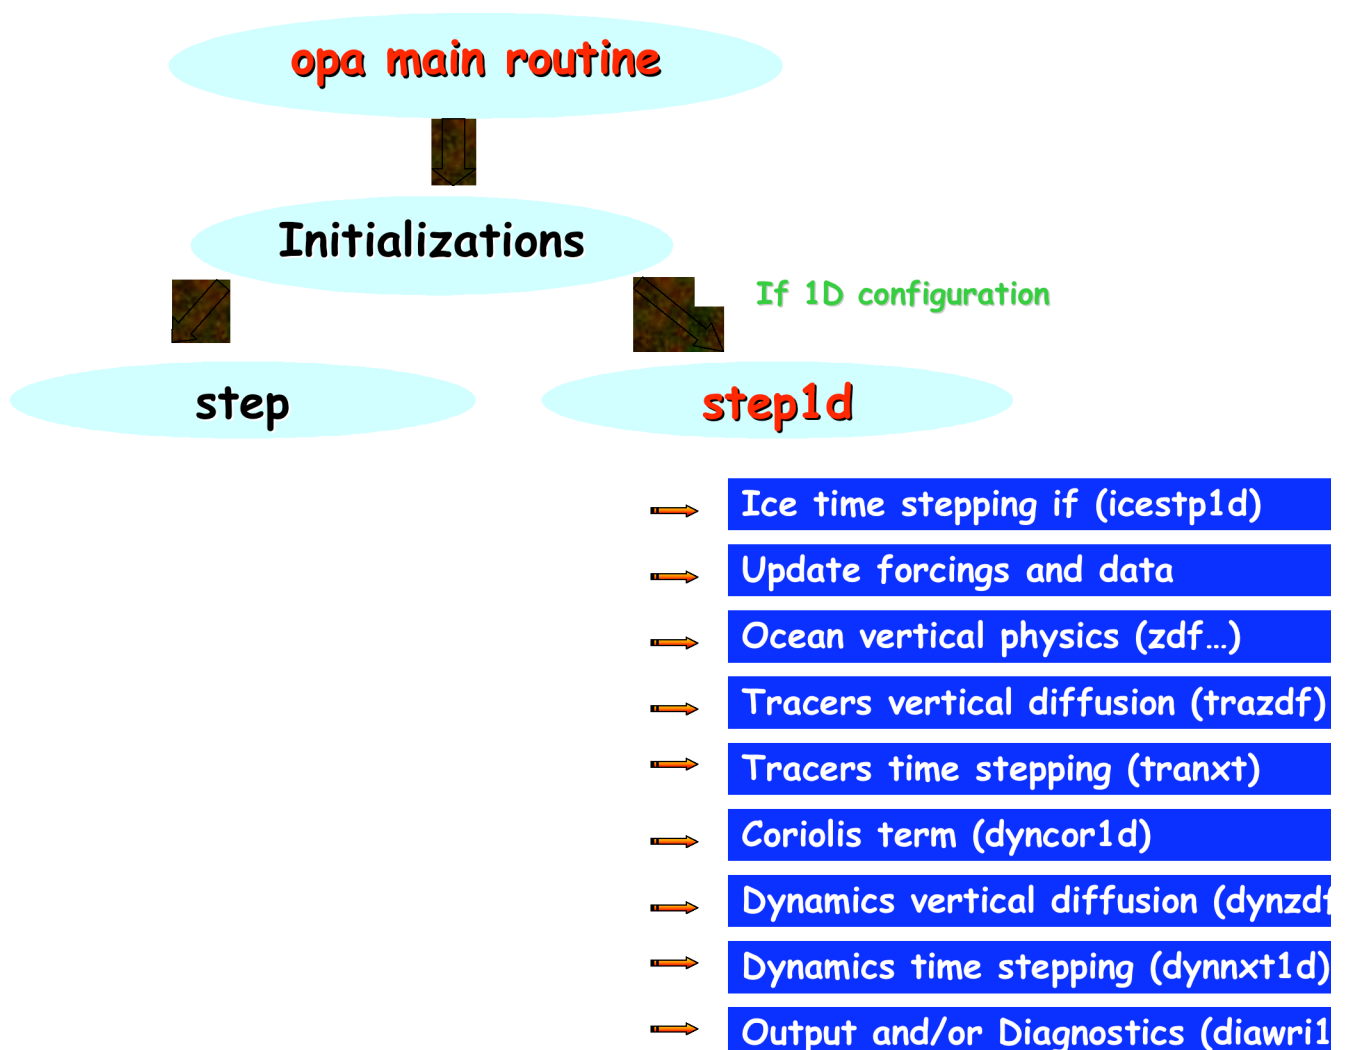 opa main routine
Initializations
If 1D configuration
step
step1d
Ice time stepping if (icestp1d)
Update forcings and data
Ocean vertical physics (zdf…)
Tracers vertical diffusion (trazdf)
Tracers time stepping (tranxt)
Coriolis term (dyncor1d)
Dynamics vertical diffusion (dynzdf
Dynamics time stepping (dynnxt1d)
Output and/or Diagnostics (diawri1